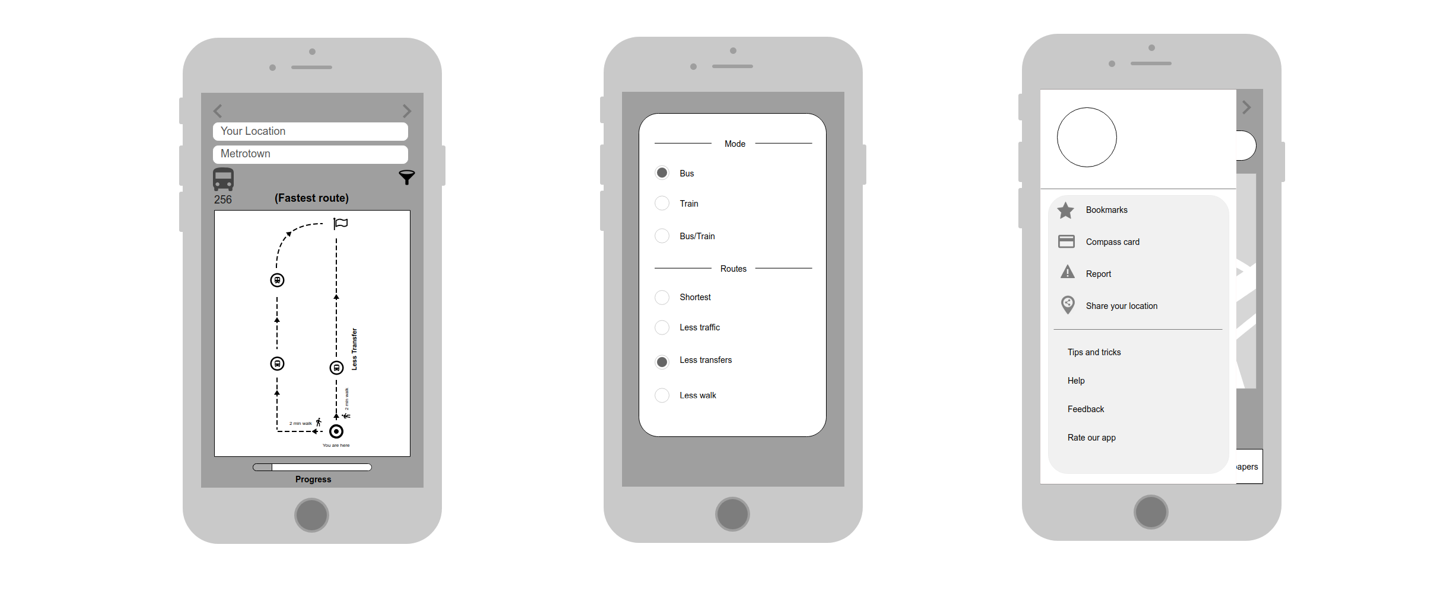 Your Location
Metrotown
256
(Fastest route)
Less Transfer
2 min walk
2 min walk
You are here
Progress
Mode
Bus
Train
Bus/Train
Routes
Shortest
Less traffic
Less transfers
Less walk
Bookmarks
Compass card
Report
Share your location
Tips and tricks
Help
Feedback
Rate our app
apers